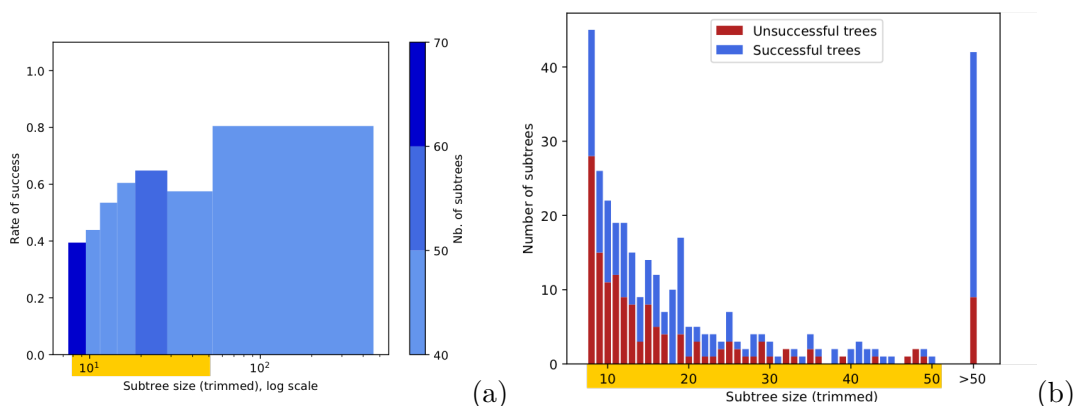 1.0
0.8
0.6
0.4
0.2
0.0
Rate of success
10¹
10²
Subtree size (trimmed), log scale
70
60
50
40
Nb. of subtrees
(a)
Unsuccessful trees
Successful trees
40
30
20
10
0
Number of subtrees
10
20
30
40
50
>50
Subtree size (trimmed)
(b)